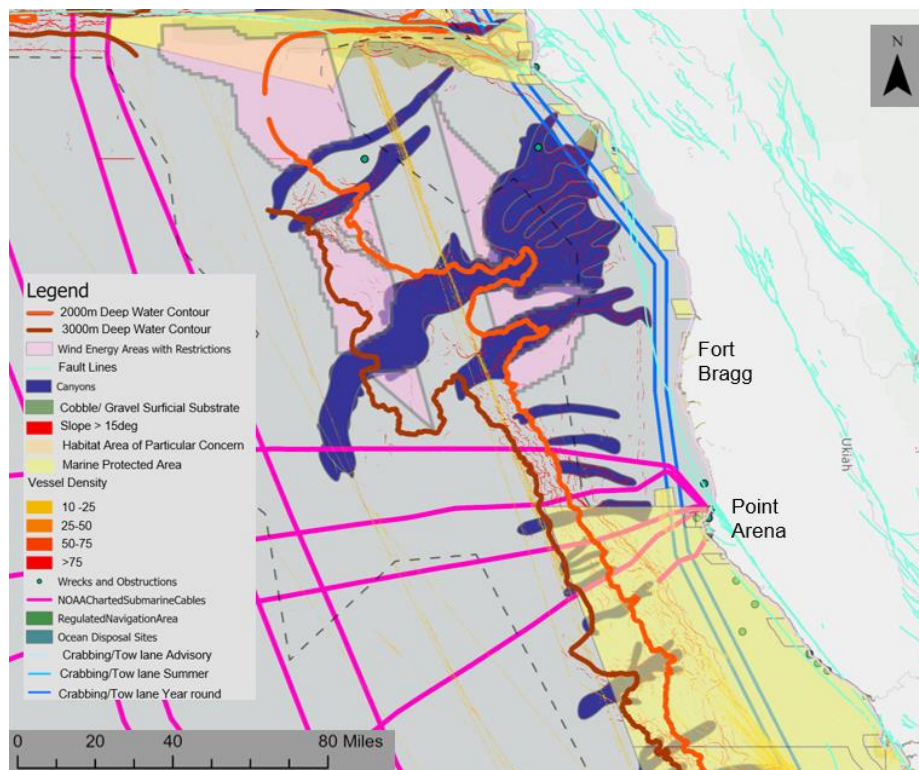 N
Legend
2000m Deep Water Contour
3000m Deep Water Contour
Wind Energy Areas with Restrictions
Fault Lines
Canyons
Cobble/ Gravel Surficial Substrate
Slope > 15deg
Habitat Area of Particular Concern
Marine Protected Area
Vessel Density
10 -25
25-50
50-75
>75
Wrecks and Obstructions
NOAAChartedSubmarineCables
RegulatedNavigationArea
Ocean Disposal Sites
Crabbing/Tow lane Advisory
Crabbing/Tow lane Summer
Crabbing/Tow lane Year round
Fort
Bragg
Ukiah
Point
Arena
0 20 40 80 Miles